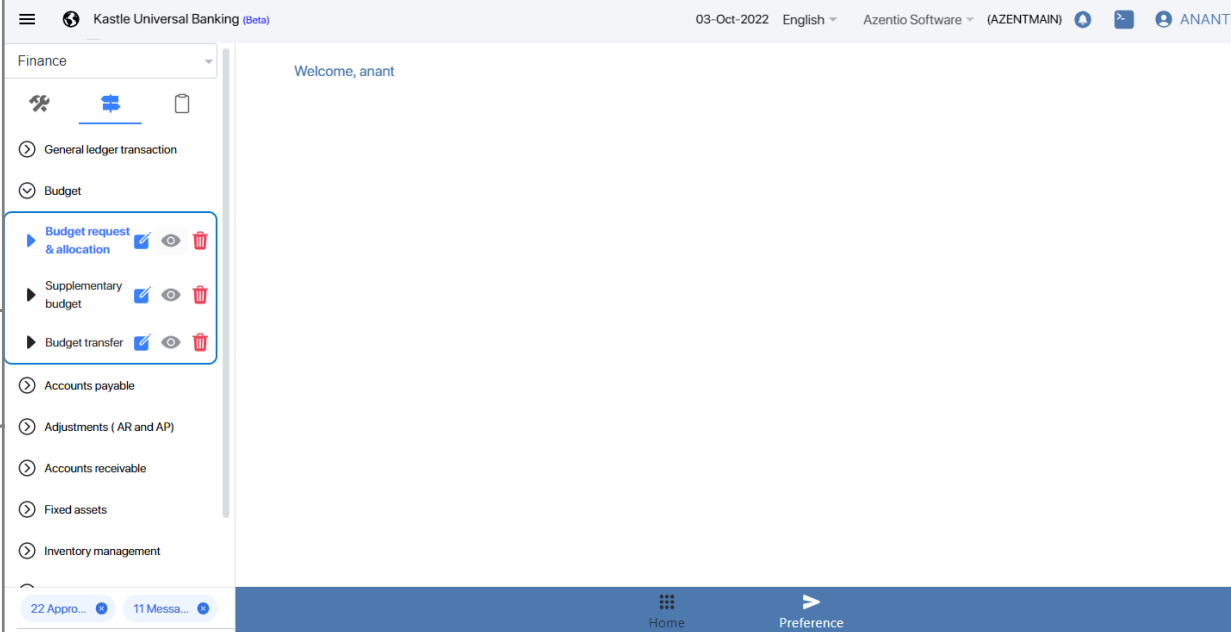 Kastle Universal Banking (Beta)
03-Oct-2022 English Azentio Software (AZENTMAIN) ANANT
Finance
Welcome, anant
General ledger transaction
Budget
Budget request
& allocation
Supplementary
budget
Budget transfer
Accounts payable
Adjustments ( AR and AP)
Accounts receivable
Fixed assets
Inventory management
22 Appro... 11 Messa...
Home
Preference